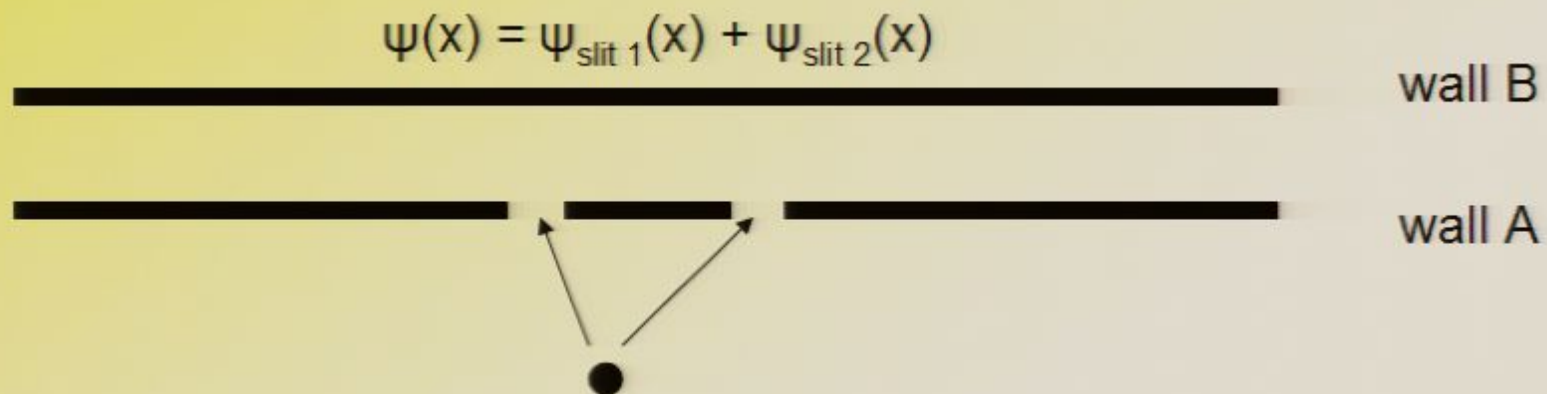 ψ(x) = ψslit 1(x) + ψslit 2(x)
wall B
wall A